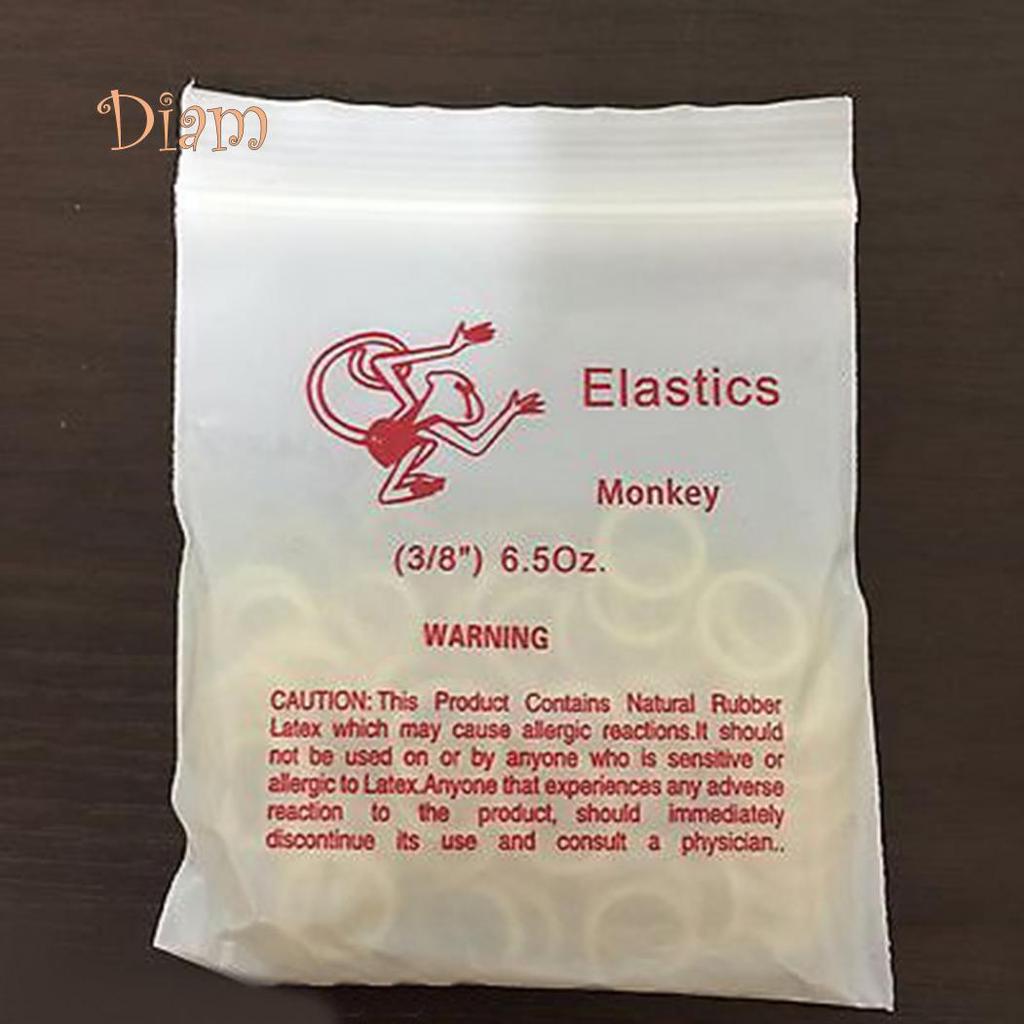 Diam
Elastics
Monkey
(3/8") 6.5Oz.
WARNING
CAUTION: This Product Contains Natural Rubber
Latex which may cause allergic reactions.It should
not be used on or by anyone who is sensitive or
allergic to Latex.Anyone that experiences any adverse
reaction to the product, should immediately
discontinue its use and consult a physician..